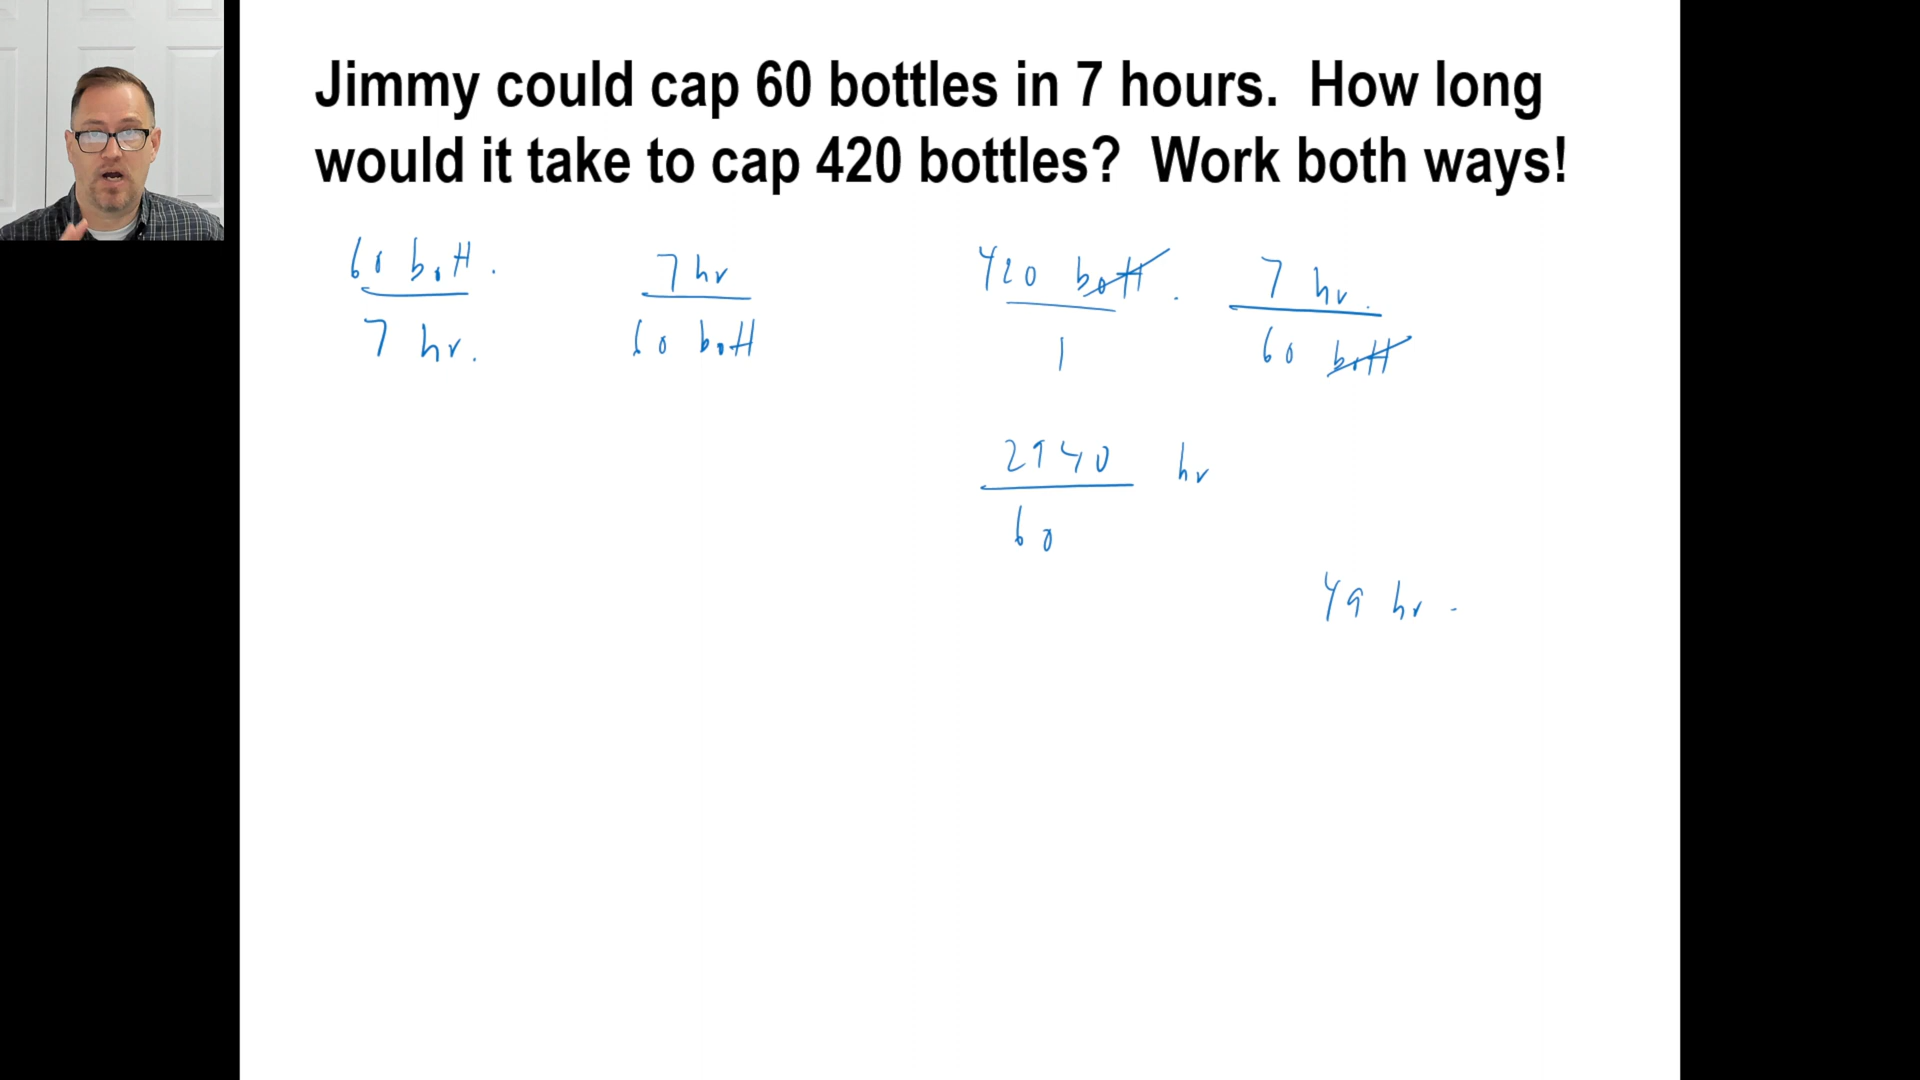 Jimmy could cap 60 bottles in 7 hours. How long
would it take to cap 420 bottles? Work both ways!
60 bott.
7 hr.
7 hr
60 bott
420 bott .
1
7 hr.
60 bott
2940 hr
60
49 hr.